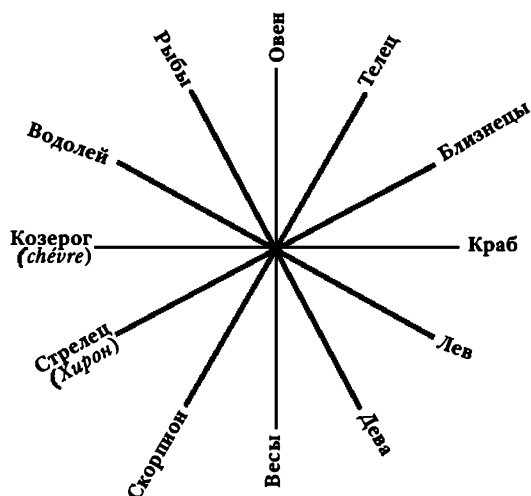 Овен
Телец
Близнецы
Краб
Лев
Дева
Весы
Скорпион
Стрелец
(Хирон)
Козерог
(chévre)
Водолей
Рыбы